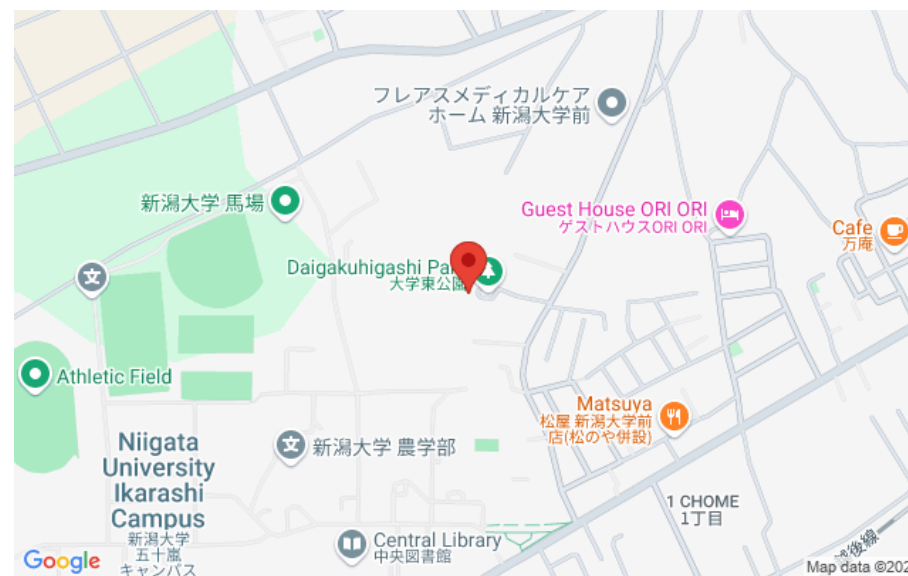 フレアスメディカルケア
ホーム 新潟大学前
新潟大学 馬場
Guest House ORI ORI
ゲストハウスORI ORI
Cafe
万庵
文
Daigakuhigashi
大学東公園
Athletic Field
Matsuya
松屋 新潟大学前
店(松のや併設)
文
新潟大学 農学部
Niigata
University
Ikarashi
Campus
新潟大学
五十嵐
キャンパス
1 CHOME
1丁目
Central Library
中央図書館
後線
Google
Map data ©202